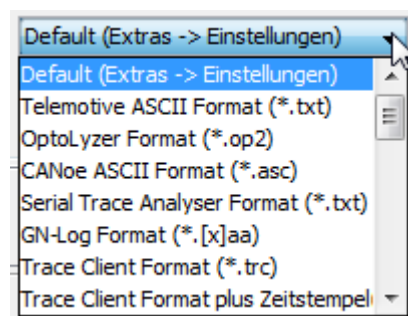 Default (Extras -> Einstellungen)
Default (Extras -> Einstellungen)
Telemotive ASCII Format (*.txt)
OptoLyzer Format (*.op2)
CANoe ASCII Format (*.asc)
Serial Trace Analyser Format (*.txt)
GN-Log Format (*.[x]aa)
Trace Client Format (*.trc)
Trace Client Format plus Zeitstempel